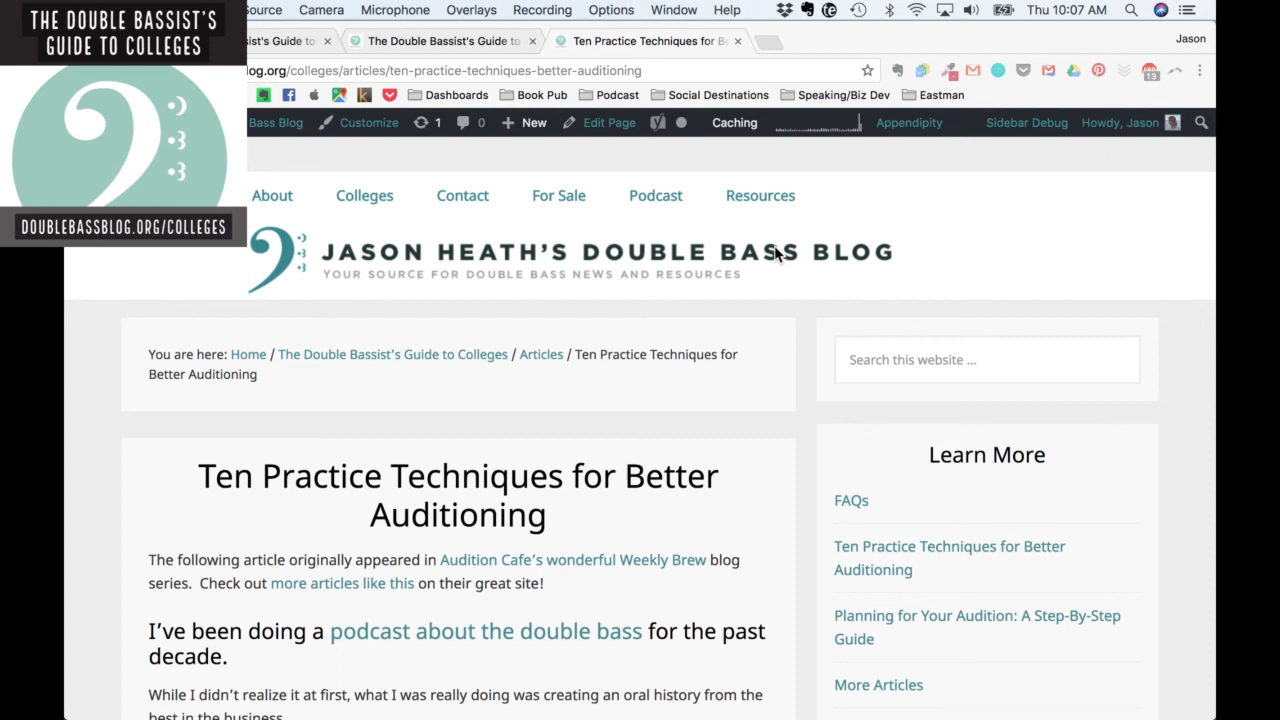 THE DOUBLE BASSIST'S
GUIDE TO COLLEGES
DOUBLEBASSBLOG.ORG/COLLEGES
Camera Microphone Overlays Recording Options Window Help Thu 10:07 AM
ist's Guide to The Double Bassist's Guide to Ten Practice Techniques for Be Jason
log.org/colleges/articles/ten-practice-techniques-better-auditioning
Dashboards Book Pub Podcast Social Destinations Speaking/Biz Dev Eastman
Bass Blog Customize 1 0 New Edit Page Caching Appendipity Sidebar Debug Howdy, Jason
About Colleges Contact For Sale Podcast Resources
JASON HEATH'S DOUBLE BASS BLOG
YOUR SOURCE FOR DOUBLE BASS NEWS AND RESOURCES
You are here: Home / The Double Bassist's Guide to Colleges / Articles / Ten Practice Techniques for
Better Auditioning
Search this website ...
Ten Practice Techniques for Better
Auditioning
The following article originally appeared in Audition Cafe's wonderful Weekly Brew blog
series. Check out more articles like this on their great site!
I've been doing a podcast about the double bass for the past
decade.
While I didn't realize it at first, what I was really doing was creating an oral history from the
best in the business.
Learn More
FAQs
Ten Practice Techniques for Better
Auditioning
Planning for Your Audition: A Step-By-Step
Guide
More Articles